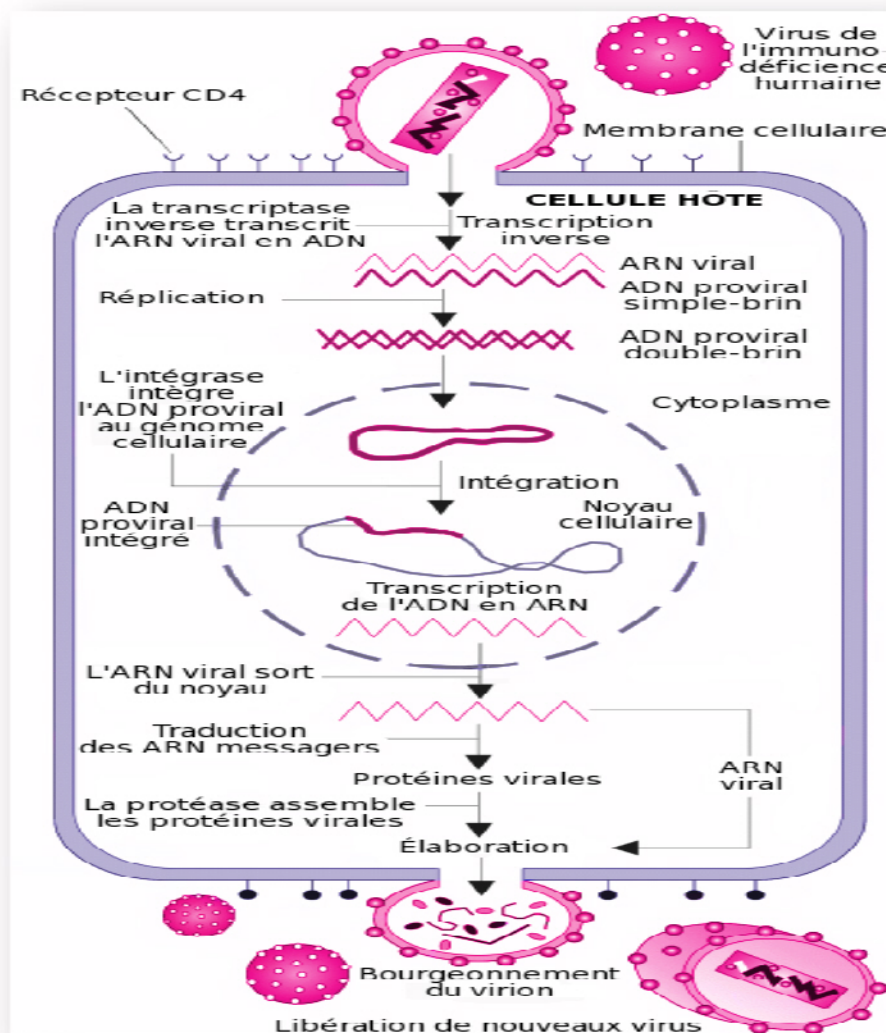 Virus de
l'immuno-
déficience
humaine
Récepteur CD4
Membrane cellulaire
CELLULE HÔTE
La transcriptase
inverse transcrit
l'ARN viral en ADN
Transcription
inverse
ARN viral
ADN proviral
simple-brin
Réplication
ADN proviral
double-brin
L'intégrase
intègre
l'ADN proviral
au génome
cellulaire
Cytoplasme
Intégration
ADN
proviral
intégré
Noyau
cellulaire
Transcription
de l'ADN en ARN
L'ARN viral sort
du noyau
Traduction
des ARN messagers
ARN
viral
Protéines virales
La protéase assemble
les protéines virales
Élaboration
Bourgeonnement
du virion
Libération de nouveaux virus